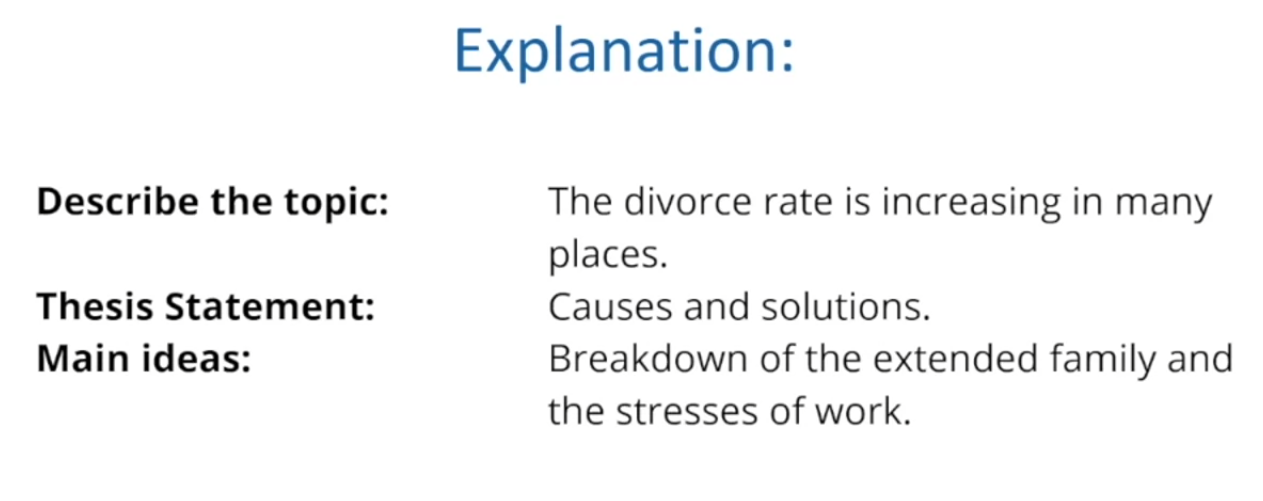 Explanation:
Describe the topic: The divorce rate is increasing in many
places.
Thesis Statement: Causes and solutions.
Main ideas: Breakdown of the extended family and
the stresses of work.